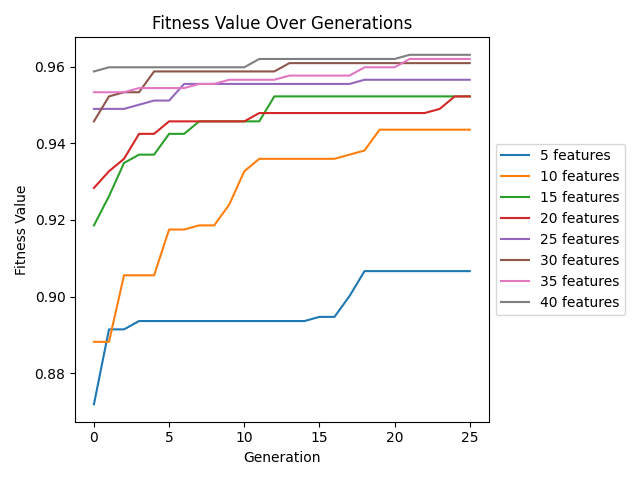 Fitness Value Over Generations
Fitness Value
0.96
0.94
0.92
0.90
0.88
0
5
10
15
20
25
Generation
5 features
10 features
15 features
20 features
25 features
30 features
35 features
40 features